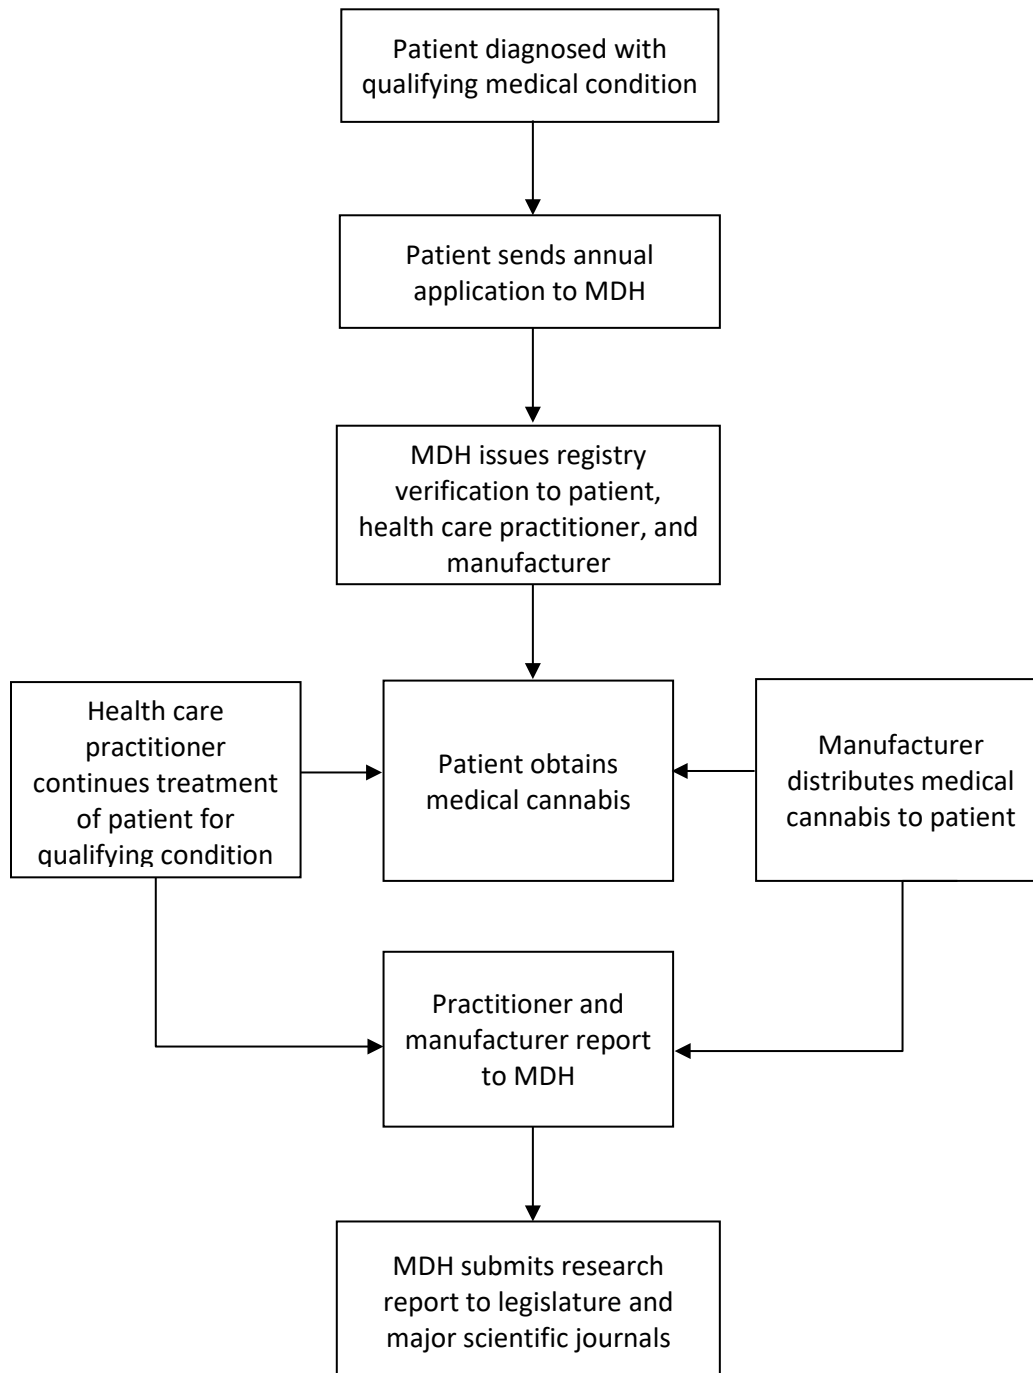 Patient diagnosed with
qualifying medical condition
Patient sends annual
application to MDH
MDH issues registry
verification to patient,
health care practitioner, and
manufacturer
Health care
practitioner
continues treatment
of patient for
qualifying condition
Patient obtains
medical cannabis
Manufacturer
distributes medical
cannabis to patient
Practitioner and
manufacturer report
to MDH
MDH submits research
report to legislature and
major scientific journals